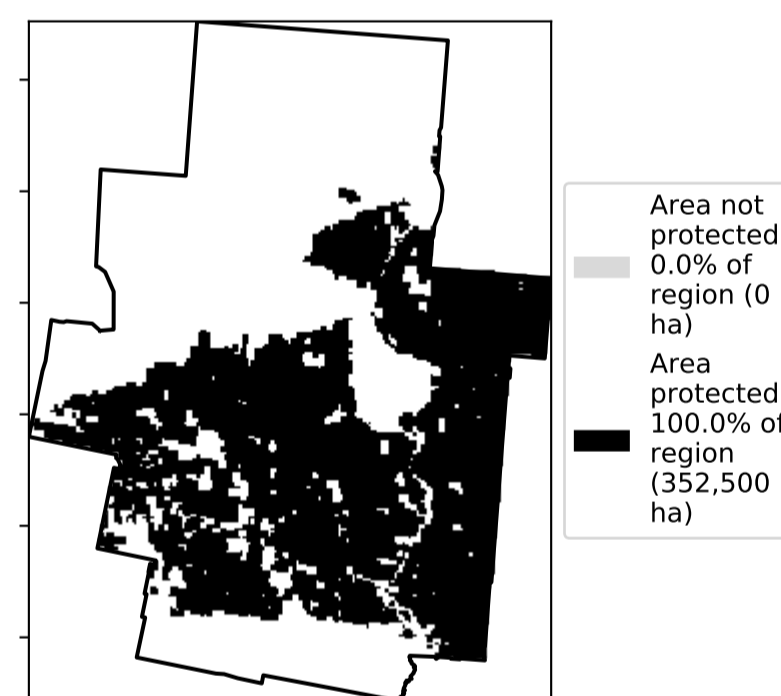 Area not
protected
0.0% of
region (0
ha)
Area
protected
100.0% of
region
(352,500
ha)